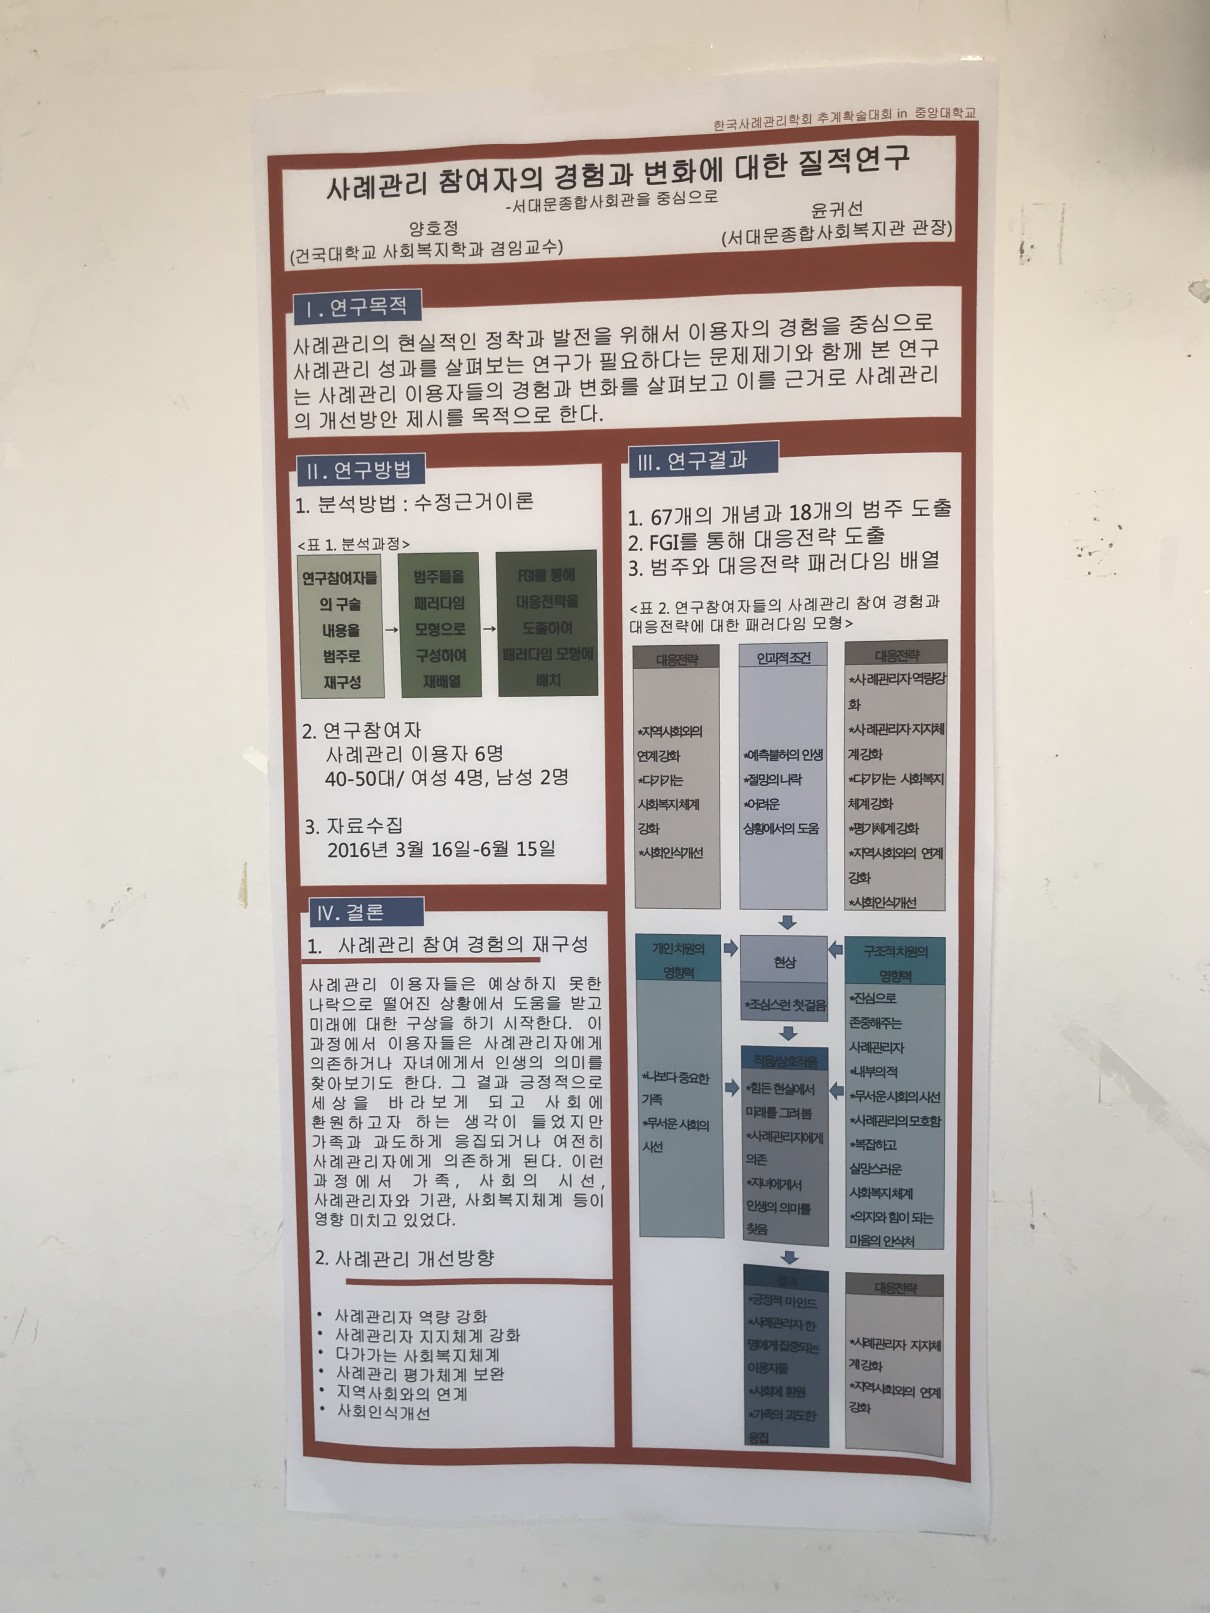 한국사례관리학회 추계확술대회 in 중앙대학교
사례관리 참여자의 경험과 변화에 대한 질적연구
-서대문종합사회관을 중심으로
양호정
(건국대학교 사회복지학과 겸임교수)
윤귀선
(서대문종합사회복지관 관장)
Ⅰ. 연구목적
사례관리의 현실적인 정착과 발전을 위해서 이용자의 경험을 중심으로
사례관리 성과를 살펴보는 연구가 필요하다는 문제제기와 함께 본 연구
는 사례관리 이용자들의 경험과 변화를 살펴보고 이를 근거로 사례관리
의 개선방안 제시를 목적으로 한다.
Ⅱ. 연구방법
1. 분석방법 : 수정근거이론
<표 1. 분석과정>
연구참여자들
의 구술
내용을
범주로
재구성
→
범주들을
패러다임
모형으로
구성하여
재배열
→
FGI를 통해
대응전략을
도출하여
패러다임 모형에
배치
2. 연구참여자
사례관리 이용자 6명
40-50대/ 여성 4명, 남성 2명
3. 자료수집
2016년 3월 16일-6월 15일
Ⅲ. 연구결과
1. 67개의 개념과 18개의 범주 도출
2. FGI를 통해 대응전략 도출
3. 범주와 대응전략 패러다임 배열
<표 2. 연구참여자들의 사례관리 참여 경험과
대응전략에 대한 패러다임 모형>
대응전략
*지역사회와의
연계 강화
*다가가는
사회복지 체계
강화
*사회인식 개선
인과적 조건
*예측불허의 인생
*절망의 나락
*어려운
상황에서의 도움
대응전략
*사례관리자 역량강
화
*사례관리자 지지체
계 강화
*다가가는 사회복지
체계 강화
*평가체계 강화
*지역사회와의 연계
강화
*사회인식 개선
개인 차원의
영향력
*나보다 중요한
가족
*무서운 사회의
시선
현상
*조심스런 첫걸음
작용/상호작용
*힘든 현실에서
미래를 그려 봄
*사례관리자에게
의존
*자녀에게서
인생의 의미를
찾음
구조적 차원의
영향력
*진심으로
존중해주는
사례관리자
*내부의 적
*무서운 사회의 시선
*사례관리의 모호함
*복잡하고
실망스러운
사회복지 체계
*의지와 힘이 되는
마음의 안식처
결과
*긍정적 마인드
*사례관리자 한
명에게 집중되는
이용자들
*사회에 환원
*가족의 과도한
응집
대응전략
*사례관리자 지지체
계 강화
*지역사회와의 연계
강화
Ⅳ. 결론
1. 사례관리 참여 경험의 재구성
사례관리 이용자들은 예상하지 못한
나락으로 떨어진 상황에서 도움을 받고
미래에 대한 구상을 하기 시작한다. 이
과정에서 이용자들은 사례관리자에게
의존하거나 자녀에게서 인생의 의미를
찾아보기도 한다. 그 결과 긍정적으로
세상을 바라보게 되고 사회에
환원하고자 하는 생각이 들었지만
가족과 과도하게 응집되거나 여전히
사례관리자에게 의존하게 된다. 이런
과정에서 가족, 사회의 시선,
사례관리자와 기관, 사회복지체계 등이
영향 미치고 있었다.
2. 사례관리 개선방향
• 사례관리자 역량 강화
• 사례관리자 지지체계 강화
• 다가가는 사회복지체계
• 사례관리 평가체계 보완
• 지역사회와의 연계
• 사회인식개선